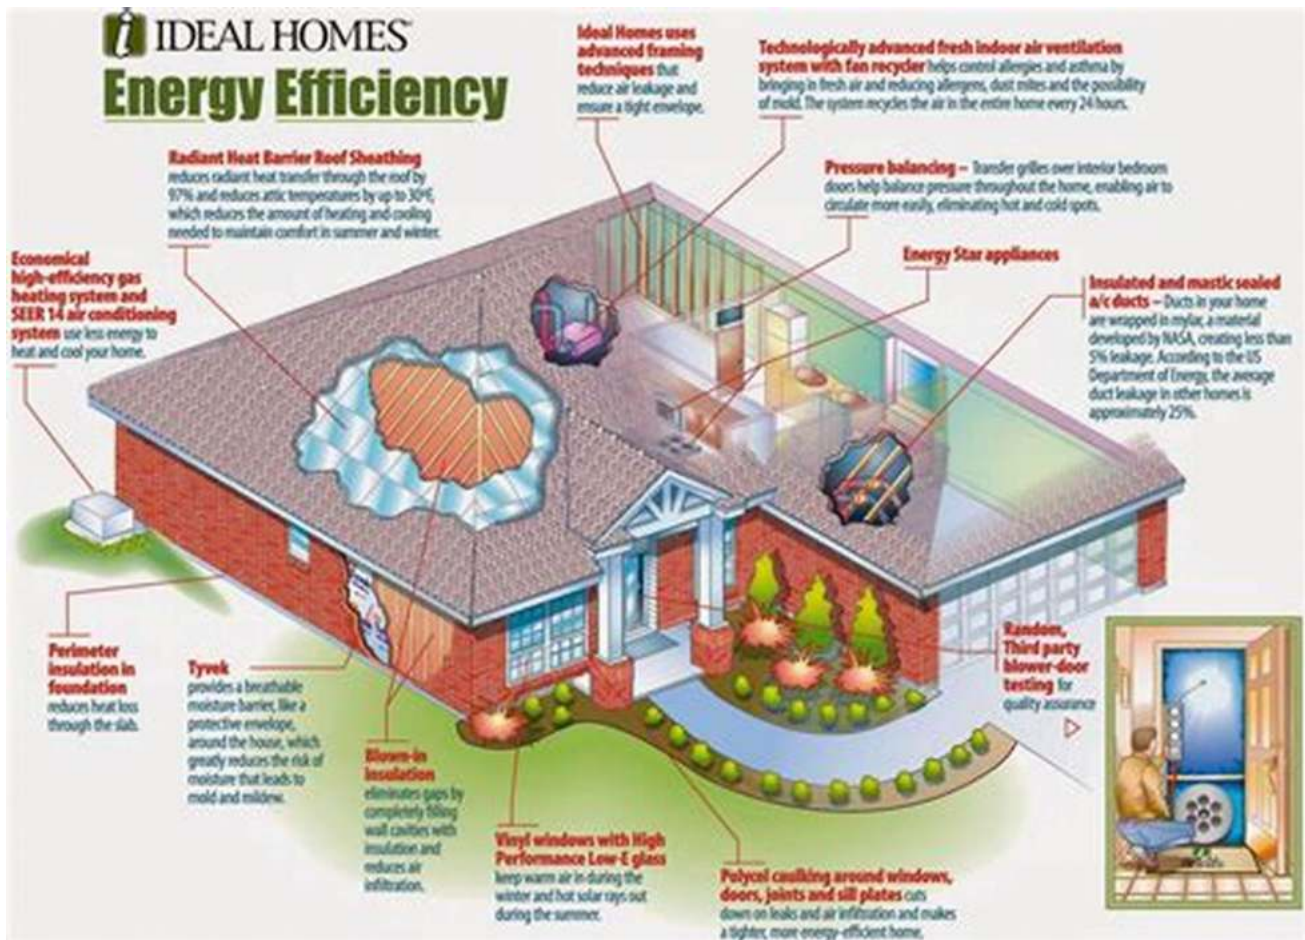 i IDEAL HOMES
Energy Efficiency
Ideal Homes uses
advanced framing
techniques that
reduce air leakage and
ensure a tight envelope.
Technologically advanced fresh indoor air ventilation
system with fan recycler helps control allergies and asthma by
bringing in fresh air and reducing allergens, dust mites and the possibility
of mold. The system recycles the air in the entire home every 24 hours.
Radiant Heat Barrier Roof Sheathing
reduces radiant heat transfer through the roof by
97% and reduces attic temperatures by up to 30°F,
which reduces the amount of heating and cooling
needed to maintain comfort in summer and winter.
Pressure balancing – Transfer grilles over interior bedroom
doors help balance pressure throughout the home, enabling air to
circulate more easily, eliminating hot and cold spots.
Economical
high-efficiency gas
heating system and
SEER 14 air conditioning
system use less energy to
heat and cool your home.
Energy Star appliances
Insulated and mastic sealed
a/c ducts – Ducts in your home
are wrapped in mylar, a material
developed by NASA, creating less than
5% leakage. According to the US
Department of Energy, the average
duct leakage in other homes is
approximately 25%.
Perimeter
insulation in
foundation
reduces heat loss
through the slab.
Tyvek
provides a breathable
moisture barrier, like a
protective envelope,
around the house, which
greatly reduces the risk of
moisture that leads to
mold and mildew.
Blown-in
insulation
eliminates gaps by
completely filling
wall cavities with
insulation and
reduces air
infiltration.
Vinyl windows with High
Performance Low-E glass
keep warm air in during the
winter and hot solar rays out
during the summer.
Polycel caulking around windows,
doors, joints and sill plates cuts
down on leaks and air infiltration and makes
a tighter, more energy-efficient home.
Random,
Third party
blower-door
testing for
quality assurance